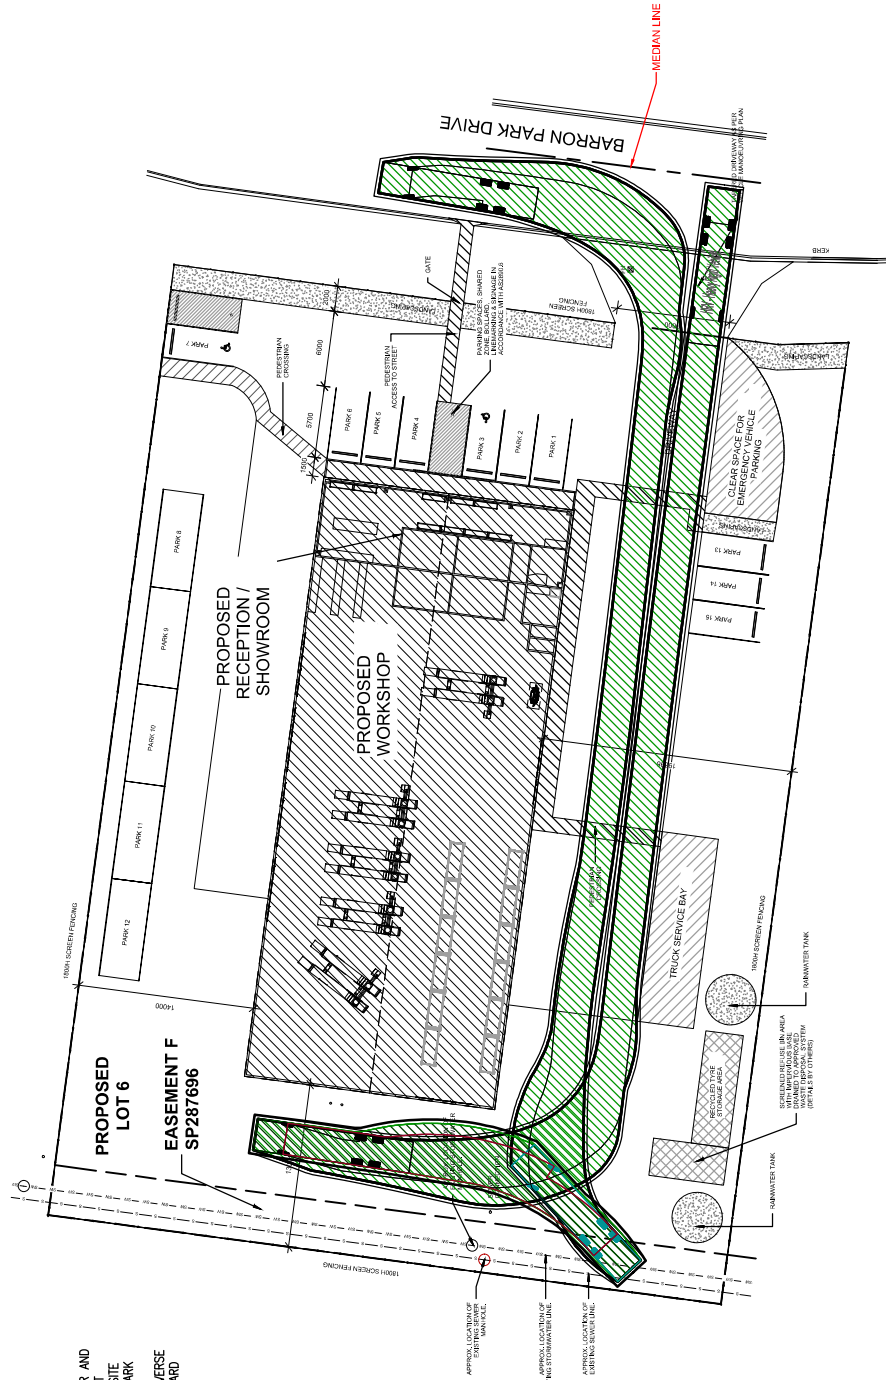 MEDIAN LINE
BARRON PARK DRIVE
KERB
GATE
LANDSCAPING
1800H SCREEN
FENCING
PARKING SPACES, SHARED
ZONE, BOLLARD,
LINEMARKING & SIGNAGE IN
ACCORDANCE WITH AS2890.6
PEDESTRIAN
ACCESS TO STREET
PEDESTRIAN
CROSSING
PARK 7
3000
6000
5700
1500
PARK 6
PARK 5
PARK 4
PARK 3
PARK 2
PARK 1
LANDSCAPING
CLEAR SPACE FOR
EMERGENCY VEHICLE
PARKING
LANDSCAPING
PARK 13
PARK 14
PARK 15
PARK 8
PARK 9
PARK 10
PARK 11
PARK 12
PROPOSED
RECEPTION /
SHOWROOM
PROPOSED
WORKSHOP
PEDESTRIAN
CROSSING
TRUCK SERVICE BAY
1800H SCREEN FENCING
1800H SCREEN FENCING
14000
PROPOSED
LOT 6
EASEMENT F
SP287696
RAINWATER TANK
RECYCLED TYRE
STORAGE AREA
SCREENED REFUSE BIN AREA
WITH IMPERVIOUS BASE,
DRAINED TO APPROVED
WASTE DISPOSAL SYSTEM
(DETAILS BY OTHERS)
RAINWATER TANK
1800H SCREEN FENCING
APPROX. LOCATION OF
EXISTING SEWER
MANHOLE.
APPROX. LOCATION OF
STORMWATER LINE.
APPROX. LOCATION OF
EXISTING SEWER LINE.
AND
SITE